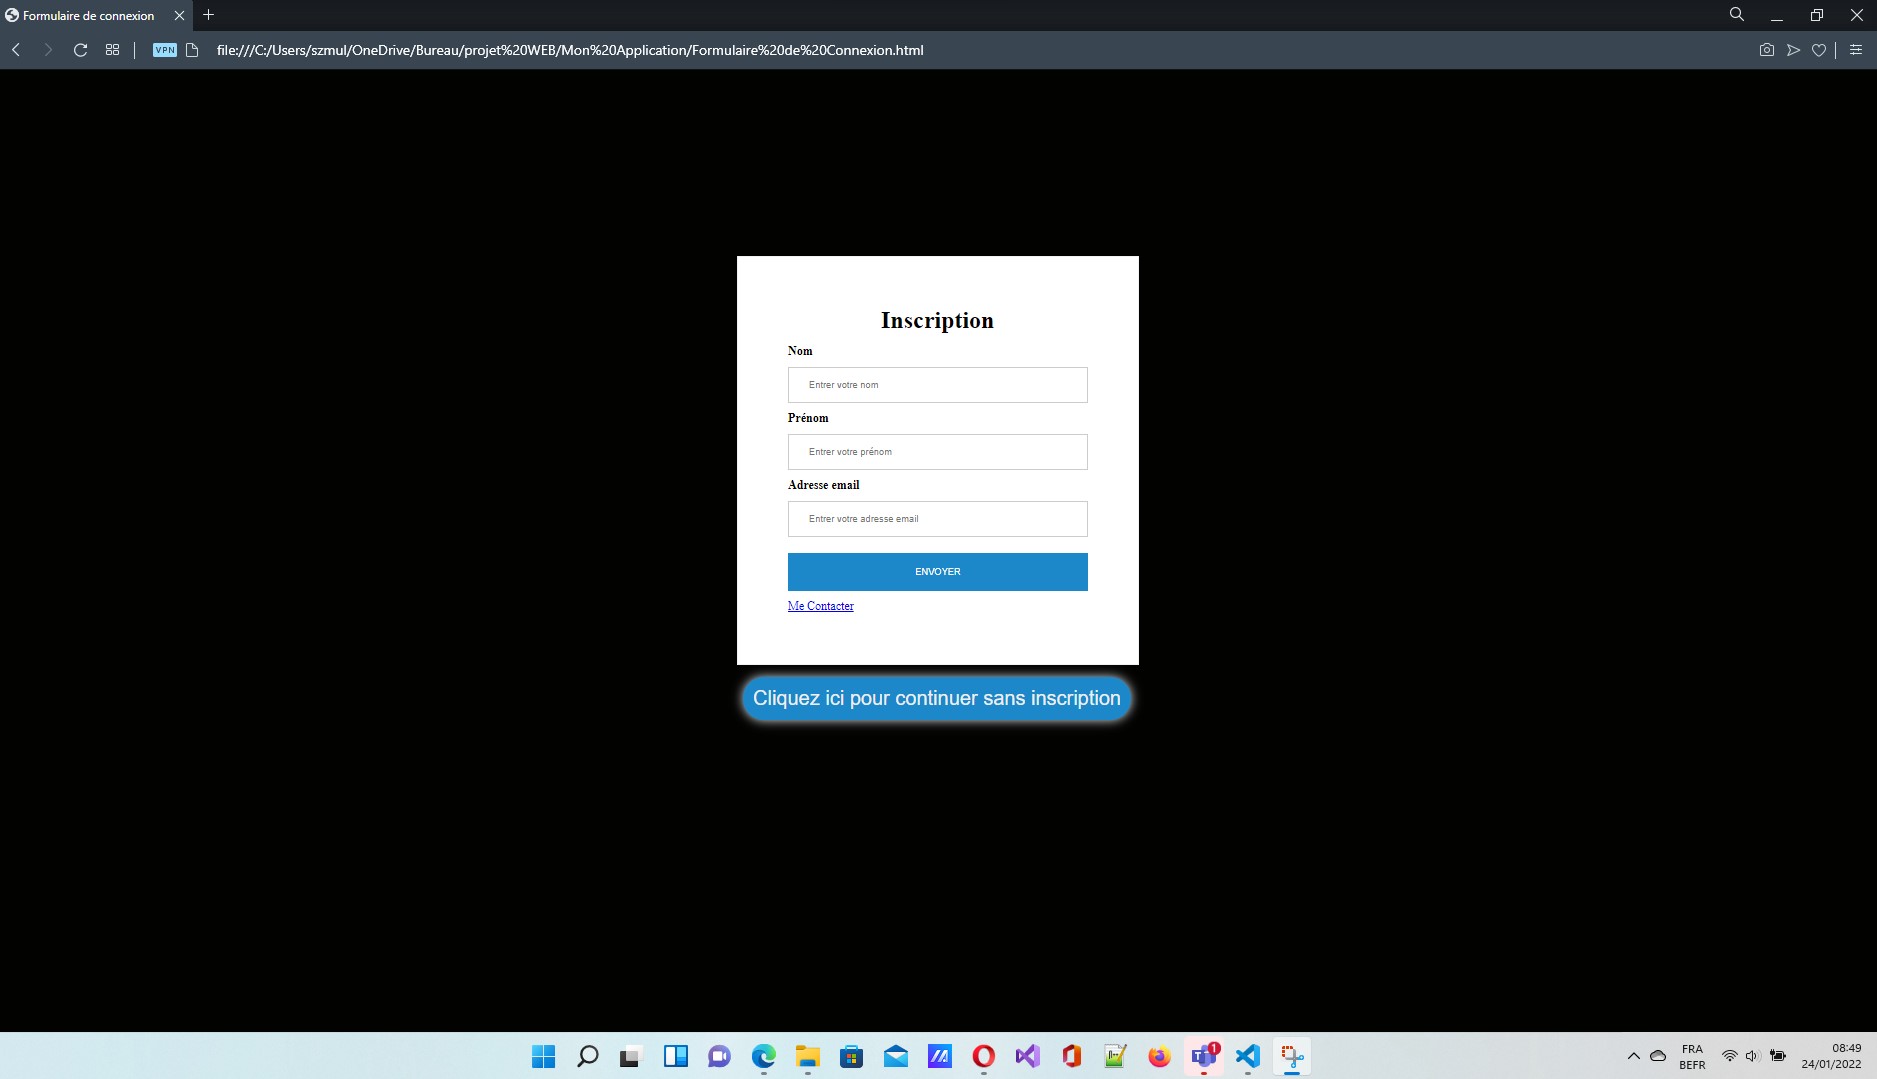 Formulaire de connexion
VPN
file:///C:/Users/szmul/OneDrive/Bureau/projet%20WEB/Mon%20Application/Formulaire%20de%20Connexion.html
Inscription
Nom
Entrer votre nom
Prénom
Entrer votre prénom
Adresse email
Entrer votre adresse email
ENVOYER
Me Contacter
Cliquez ici pour continuer sans inscription
1
FRA
BEFR
08:49
24/01/2022